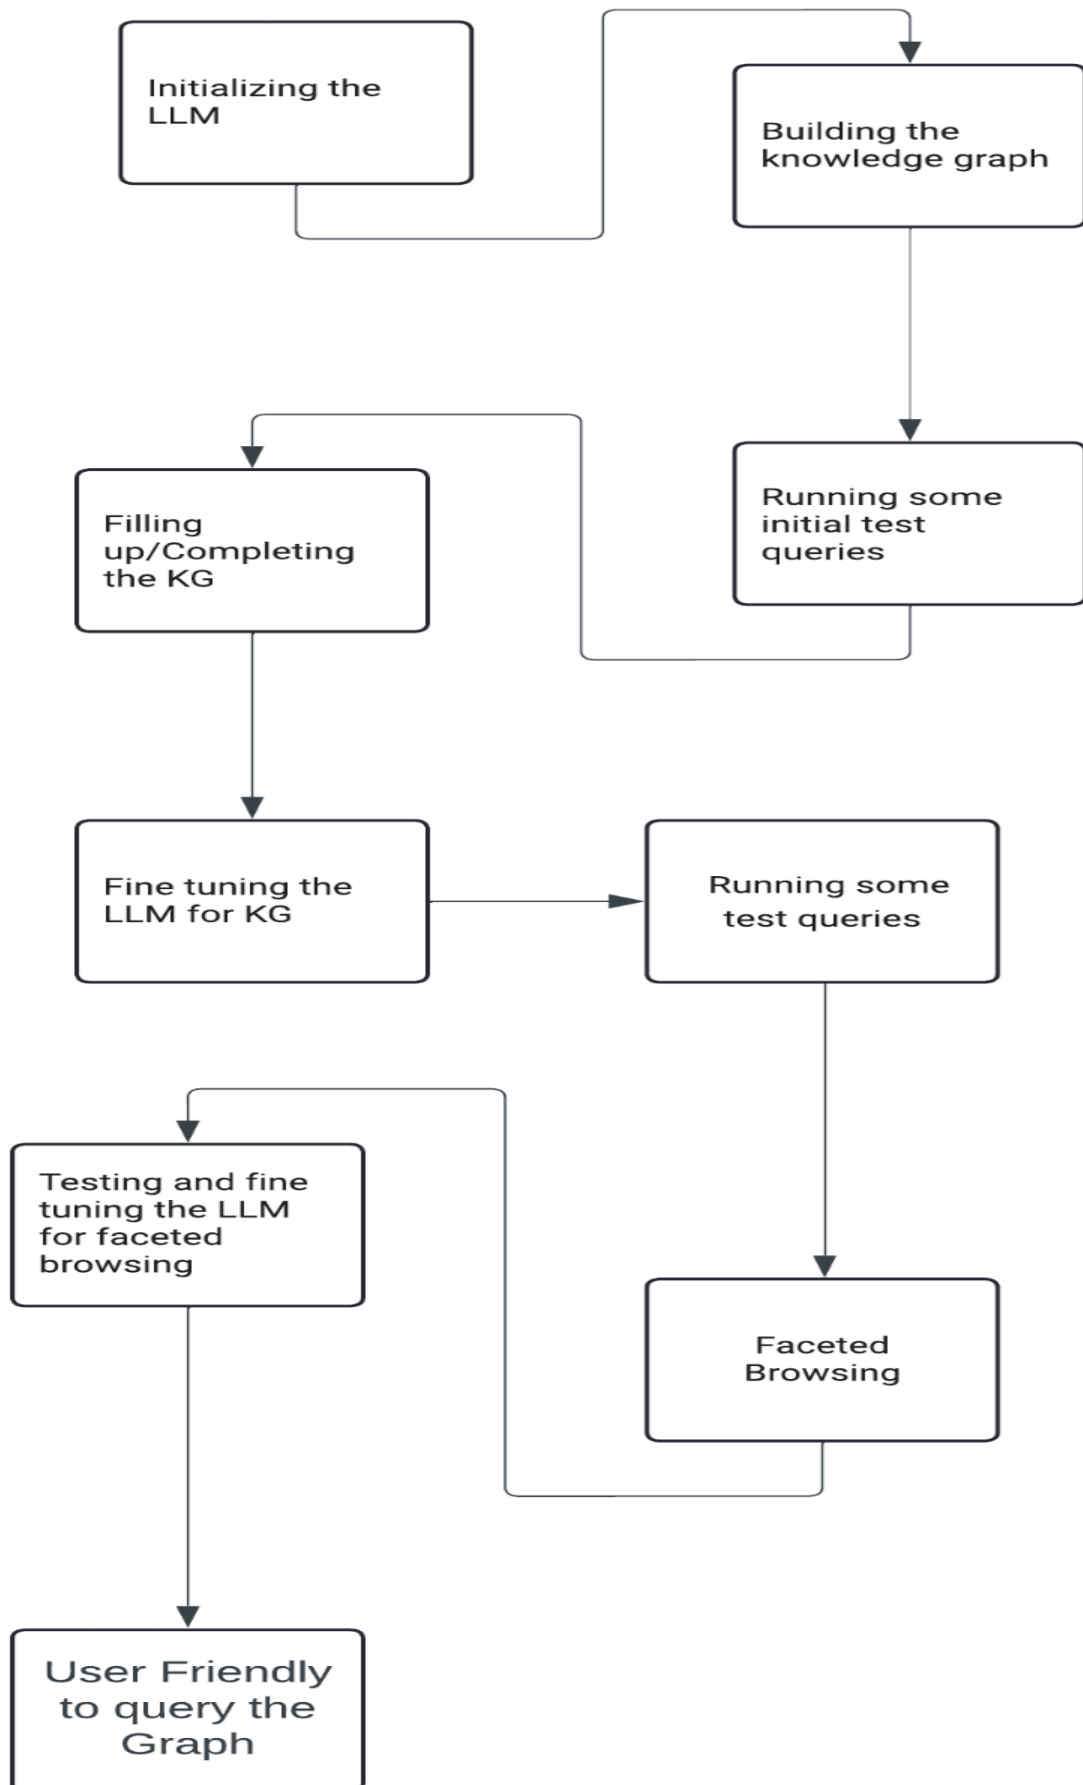 Initializing the
LLM
Building the
knowledge graph
Running some
initial test
queries
Filling
up/Completing
the KG
Fine tuning the
LLM for KG
Running some
test queries
Faceted
Browsing
Testing and fine
tuning the LLM
for faceted
browsing
User Friendly
to query the
Graph